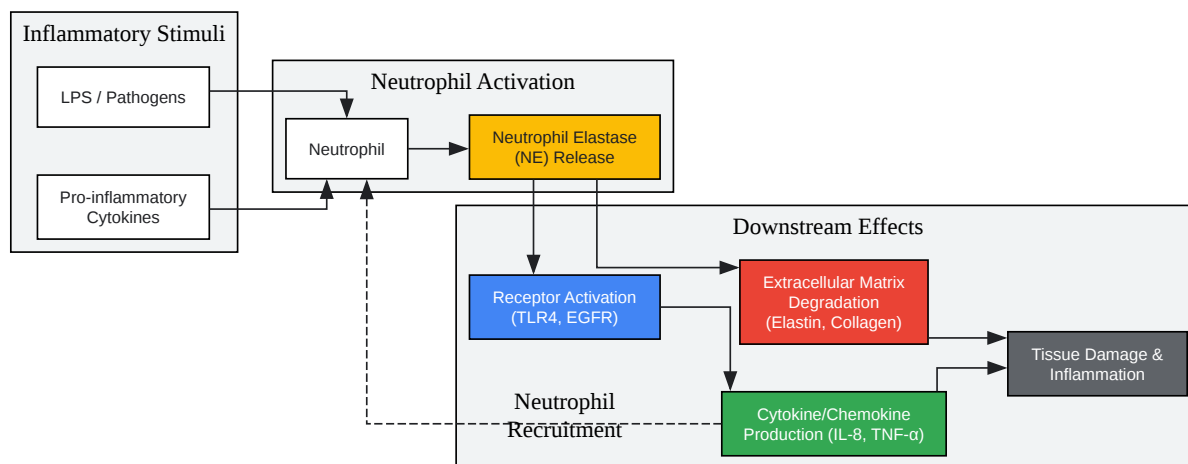 Inflammatory Stimuli
LPS / Pathogens
Pro-inflammatory
Cytokines
Neutrophil Activation
Neutrophil
Neutrophil Elastase
(NE) Release
Downstream Effects
Receptor Activation
(TLR4, EGFR)
Extracellular Matrix
Degradation
(Elastin, Collagen)
Tissue Damage &
Inflammation
Neutrophil
Recruitment
Cytokine/Chemokine
Production (IL-8, TNF-α)